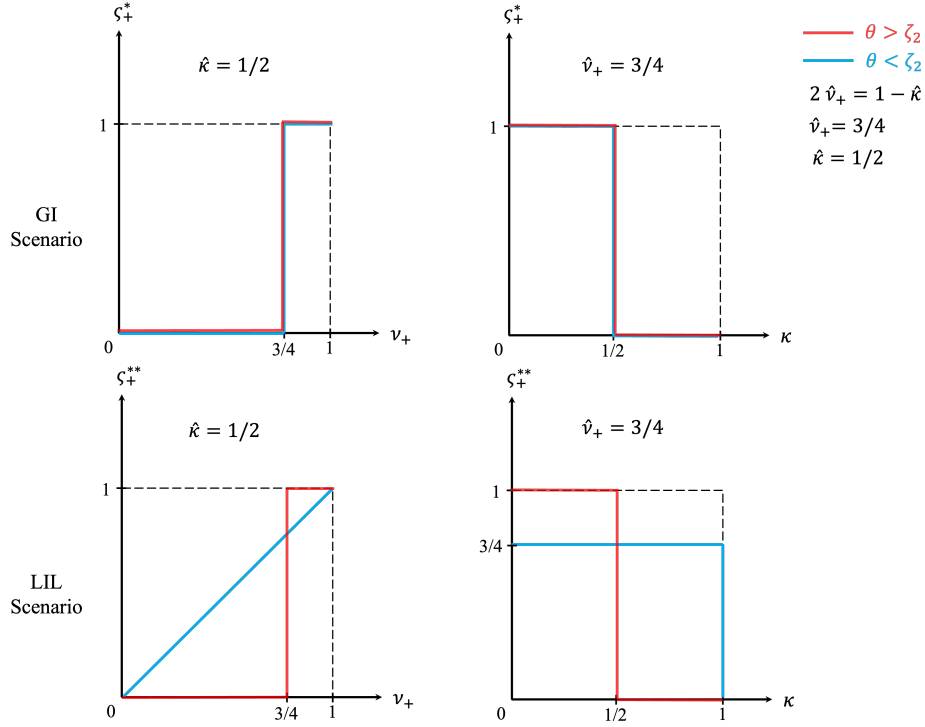 ς₊*
κ̂ = 1/2
1
0
3/4
1
ν₊
GI
Scenario
ς₊*
ν̂₊ = 3/4
1
0
1/2
1
κ
θ > ζ₂
θ < ζ₂
2 ν̂₊ = 1 − κ̂
ν̂₊= 3/4
κ̂ = 1/2
ς₊**
κ̂ = 1/2
1
0
3/4
1
ν₊
LIL
Scenario
ς₊**
ν̂₊ = 3/4
1
3/4
0
1/2
1
κ